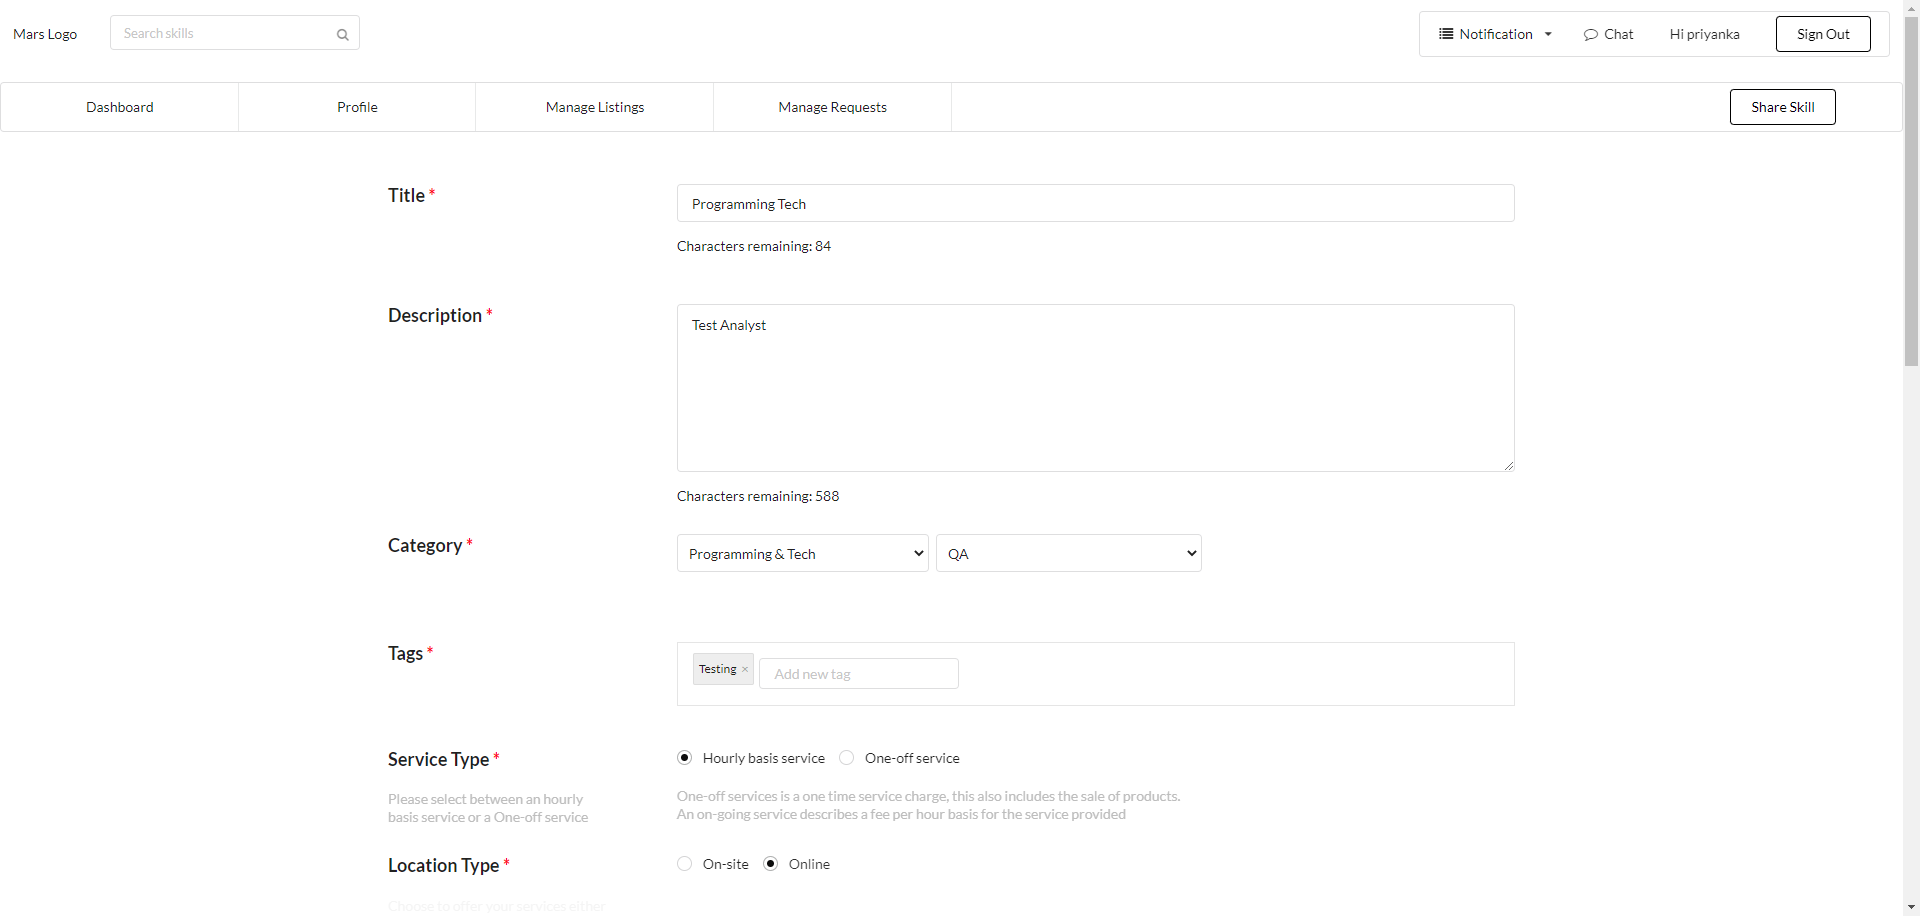 Mars Logo
Search skills
Notification
Chat
Hi priyanka
Sign Out
Dashboard
Profile
Manage Listings
Manage Requests
Share Skill
Title *
Programming Tech
Characters remaining: 84
Description *
Test Analyst
Characters remaining: 588
Category *
Programming & Tech
QA
Tags *
Testing ×
Add new tag
Service Type *
Please select between an hourly
basis service or a One-off service
Hourly basis service
One-off service
One-off services is a one time service charge, this also includes the sale of products.
An on-going service describes a fee per hour basis for the service provided
Location Type *
Choose to offer your services either
On-site
Online